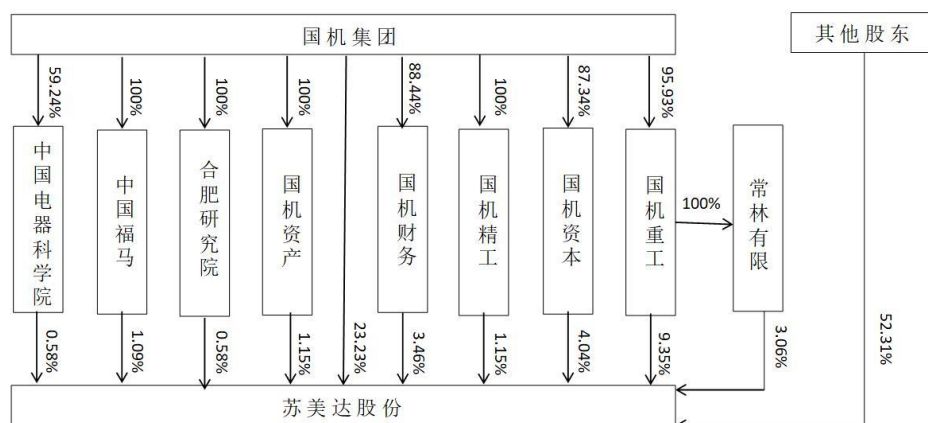 国机集团
其他股东
59.24%
100%
100%
100%
88.44%
100%
87.34%
95.93%
中国电器科学院
中国福马
合肥研究院
国机资产
国机财务
国机精工
国机资本
国机重工
100%
常林有限
0.58%
1.09%
0.58%
1.15%
23.23%
3.46%
1.15%
4.04%
9.35%
3.06%
52.31%
苏美达股份